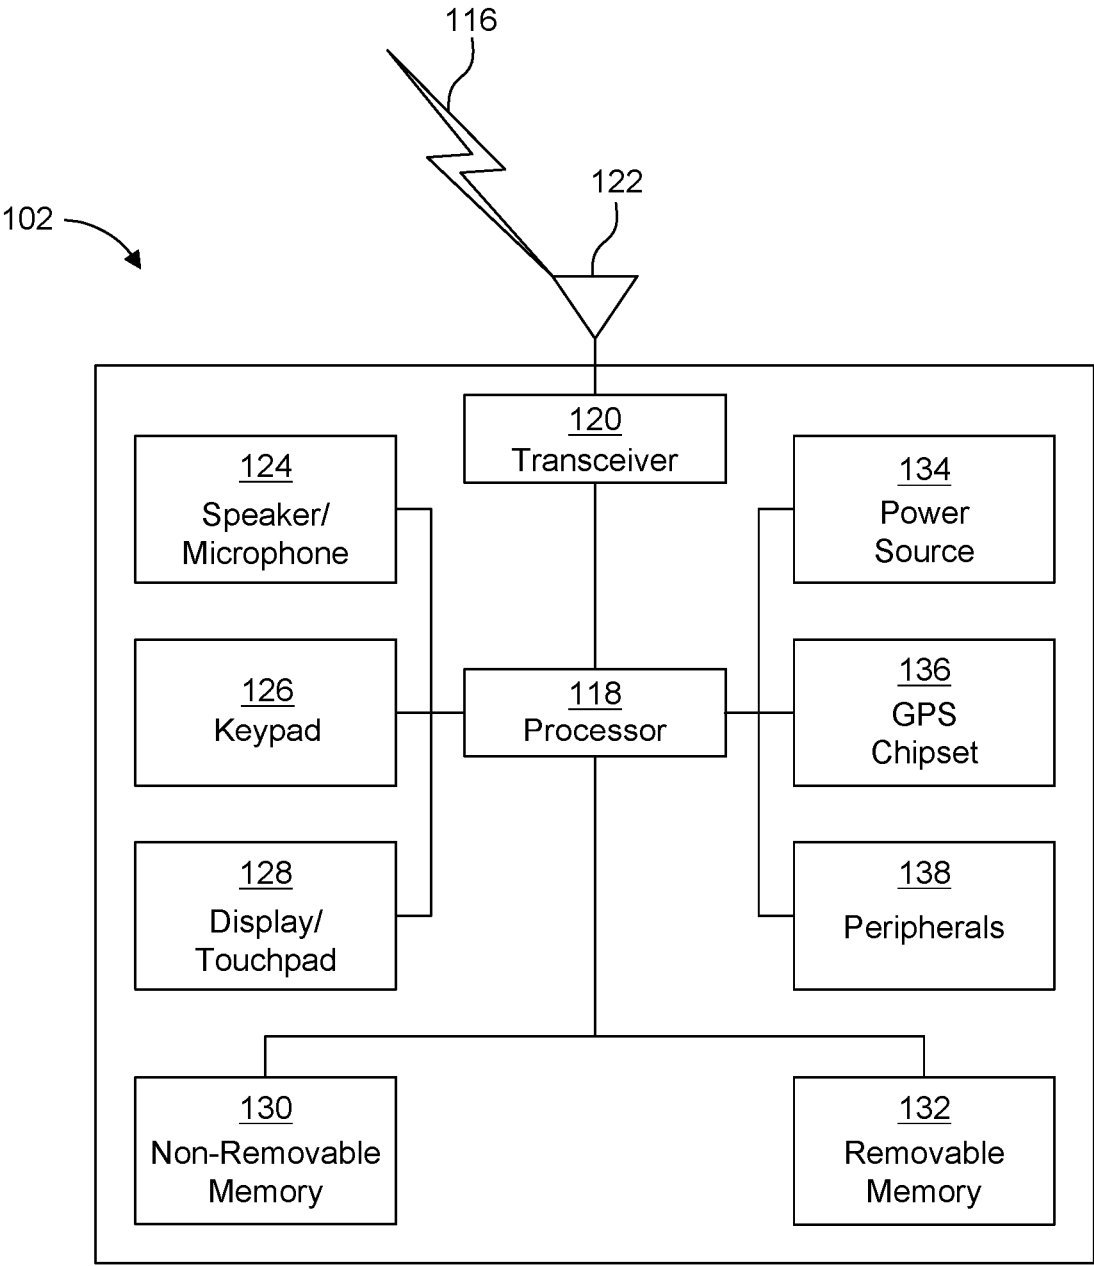 116
122
102
120
Transceiver
124
Speaker/
Microphone
134
Power
Source
126
Keypad
118
Processor
136
GPS
Chipset
128
Display/
Touchpad
138
Peripherals
130
Non-Removable
Memory
132
Removable
Memory